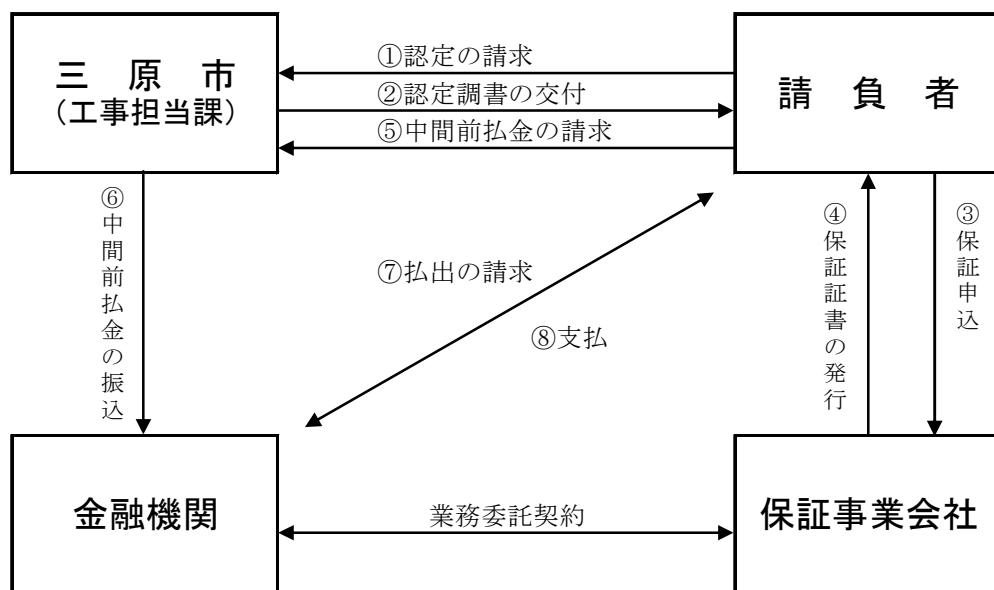 ①認定の請求
三 原 市
(工事担当課)
②認定調書の交付
請 負 者
⑤中間前払金の請求
⑥中間前払金の振込
⑦払出の請求
⑧支払
④保証証書の発行
③保証申込
金融機関
業務委託契約
保証事業会社